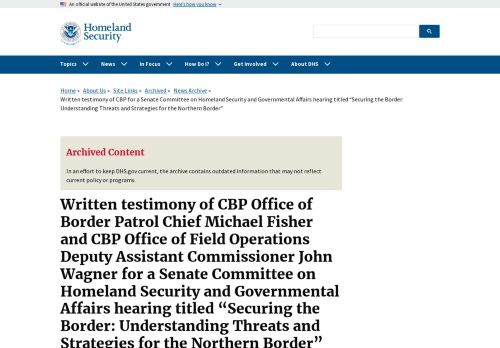 An official website of the United States government Here's how you know
Homeland
Security
Topics News In Focus How Do I? Get Involved About DHS
Home » About Us » Site Links » Archived » News Archive »
Written testimony of CBP for a Senate Committee on Homeland Security and Governmental Affairs hearing titled “Securing the Border:
Understanding Threats and Strategies for the Northern Border”
Archived Content
In an effort to keep DHS.gov current, the archive contains outdated information that may not reflect
current policy or programs.
Written testimony of CBP Office of
Border Patrol Chief Michael Fisher
and CBP Office of Field Operations
Deputy Assistant Commissioner John
Wagner for a Senate Committee on
Homeland Security and Governmental
Affairs hearing titled “Securing the
Border: Understanding Threats and
Strategies for the Northern Border”